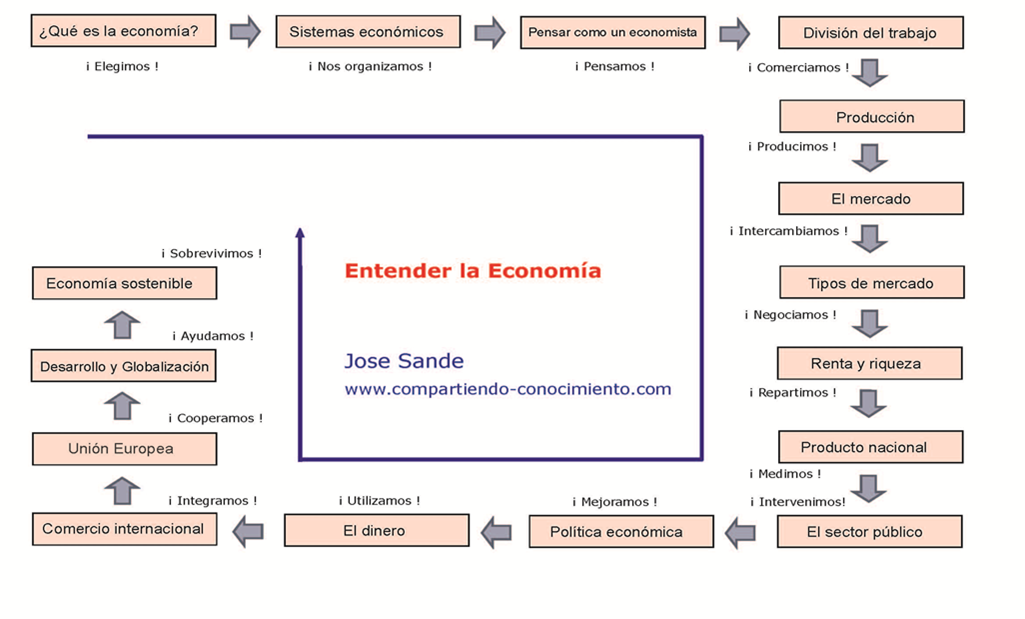 ¿Qué es la economía?
¡ Elegimos !
Sistemas económicos
¡ Nos organizamos !
Pensar como un economista
¡ Pensamos !
División del trabajo
¡ Comerciamos !
Producción
¡ Producimos !
El mercado
¡ Intercambiamos !
Tipos de mercado
¡ Negociamos !
Renta y riqueza
¡ Repartimos !
Producto nacional
¡ Medimos !
¡ Intervenimos!
El sector público
¡ Mejoramos !
Política económica
¡ Utilizamos !
El dinero
¡ Integramos !
Comercio internacional
¡ Cooperamos !
Unión Europea
¡ Ayudamos !
Desarrollo y Globalización
¡ Sobrevivimos !
Economía sostenible
Entender la Economía
Jose Sande
www.compartiendo-conocimiento.com